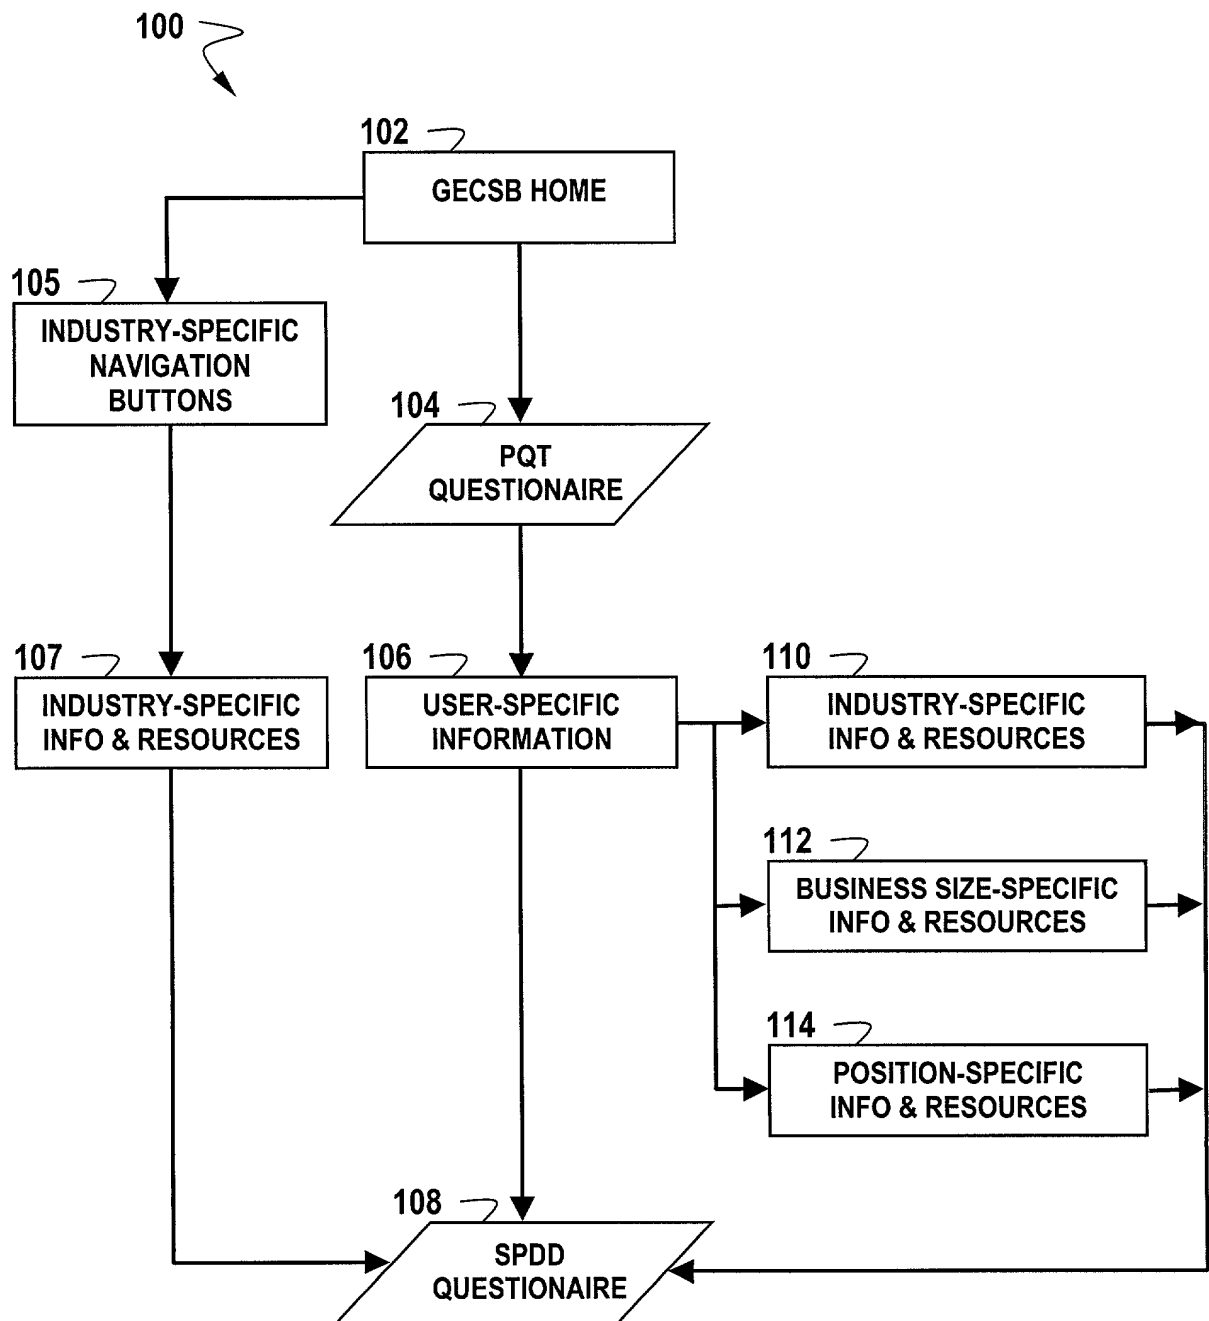 100
102
GECSB HOME
105
INDUSTRY-SPECIFIC
NAVIGATION
BUTTONS
104
PQT
QUESTIONAIRE
107
INDUSTRY-SPECIFIC
INFO & RESOURCES
106
USER-SPECIFIC
INFORMATION
110
INDUSTRY-SPECIFIC
INFO & RESOURCES
112
BUSINESS SIZE-SPECIFIC
INFO & RESOURCES
114
POSITION-SPECIFIC
INFO & RESOURCES
108
SPDD
QUESTIONAIRE